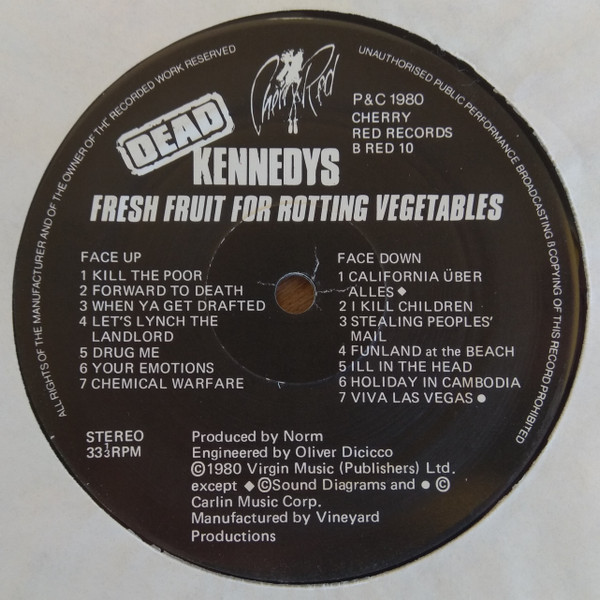 ALL RIGHTS OF THE MANUFACTURER AND OF THE OWNER OF THE RECORDED WORK RESERVED
UNAUTHORISED PUBLIC PERFORMANCE BROADCASTING & COPYING OF THIS RECORD PROHIBITED
Cherry Red
P & C 1980
CHERRY
RED RECORDS
B RED 10
DEAD
KENNEDYS
FRESH FRUIT FOR ROTTING VEGETABLES
FACE UP
1 KILL THE POOR
2 FORWARD TO DEATH
3 WHEN YA GET DRAFTED
4 LET'S LYNCH THE
LANDLORD
5 DRUG ME
6 YOUR EMOTIONS
7 CHEMICAL WARFARE
FACE DOWN
1 CALIFORNIA ÜBER
ALLES ◆
2 I KILL CHILDREN
3 STEALING PEOPLES'
MAIL
4 FUNLAND at the BEACH
5 ILL IN THE HEAD
6 HOLIDAY IN CAMBODIA
7 VIVA LAS VEGAS ●
STEREO
33⅓RPM
Produced by Norm
Engineered by Oliver Dicicco
©1980 Virgin Music (Publishers) Ltd.
except ◆ ©Sound Diagrams and ● ©
Carlin Music Corp.
Manufactured by Vineyard
Productions